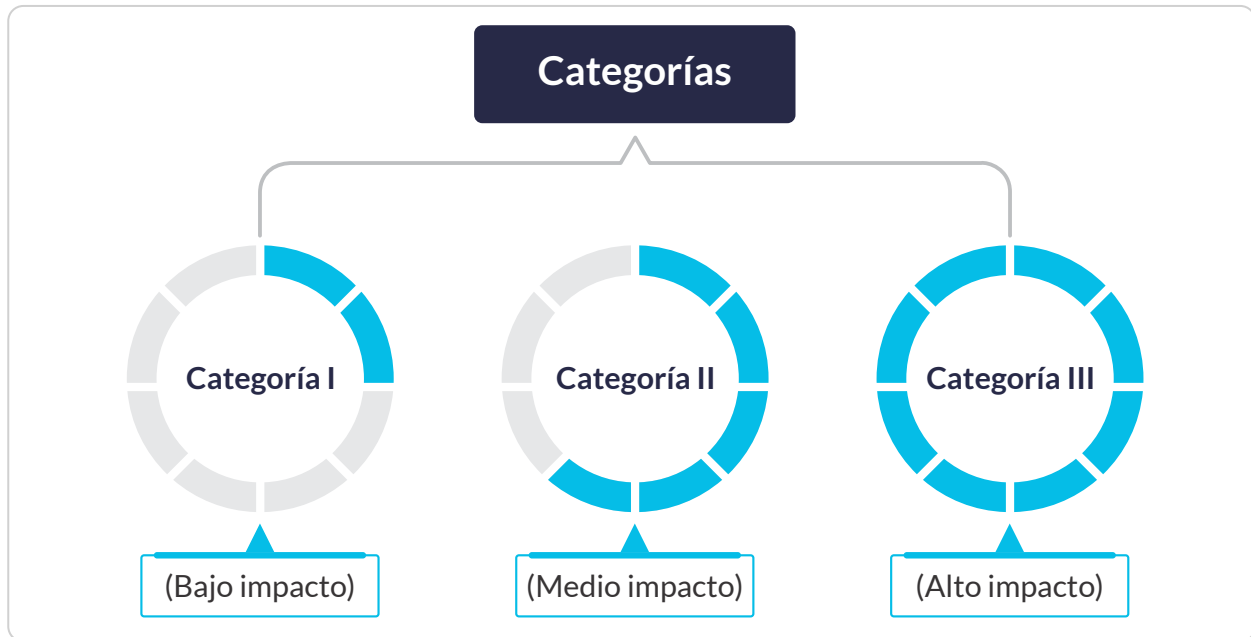 Categorías
Categoría I
Categoría II
Categoría III
(Bajo impacto)
(Medio impacto)
(Alto impacto)